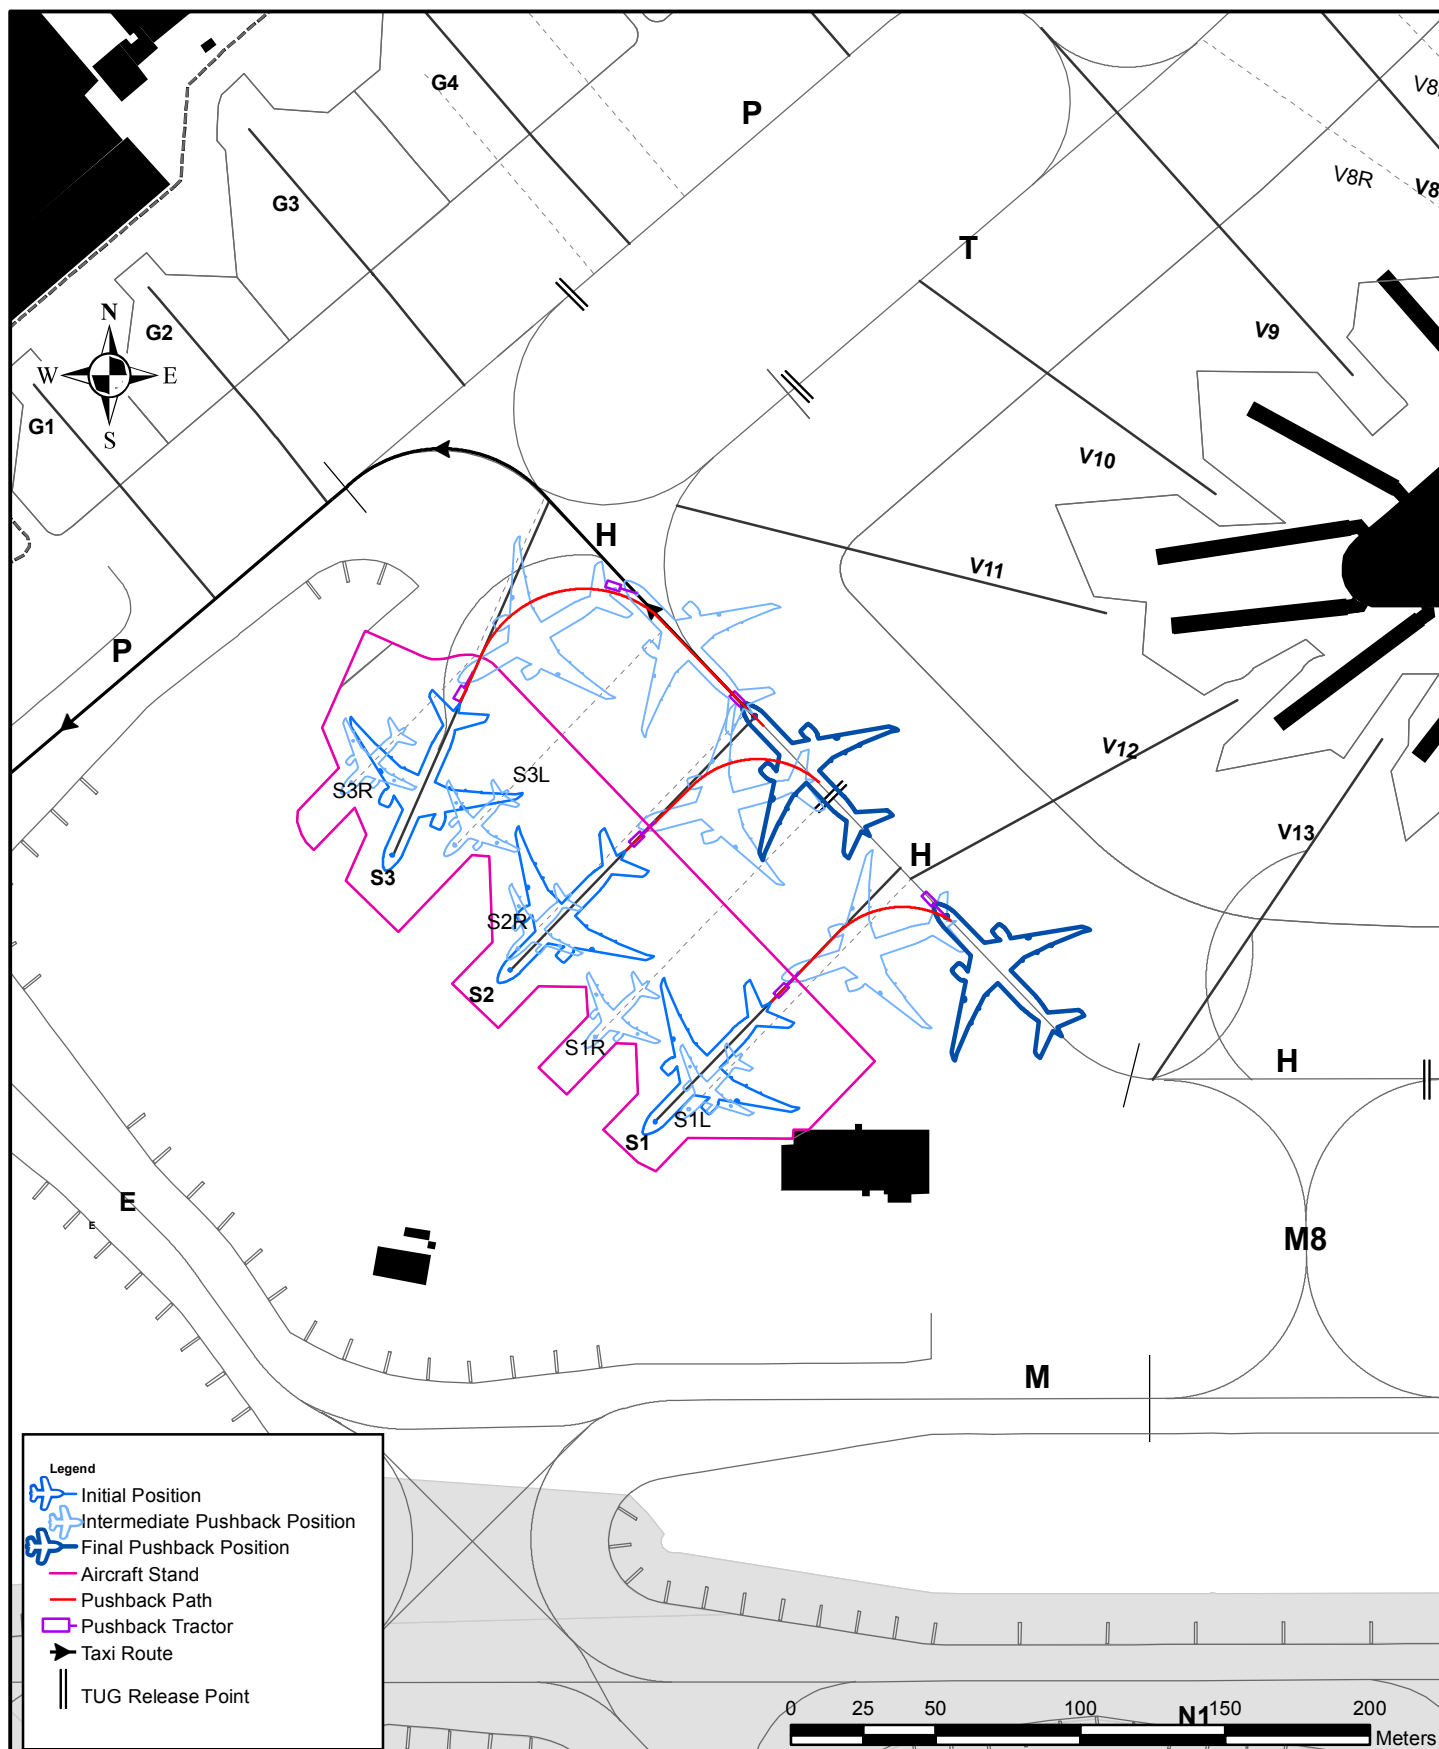 G4
P
V8R
V8
G3
T
N
G2
V9
W E
G1
S
V10
H
V11
P
V12
S3L
S3R
V13
H
S3
S2R
S2
S1R
H
S1L
S1
E
E
M8
M
Legend
Initial Position
Intermediate Pushback Position
Final Pushback Position
Aircraft Stand
Pushback Path
Pushback Tractor
Taxi Route
TUG Release Point
0 25 50 100 150 200
N1
Meters